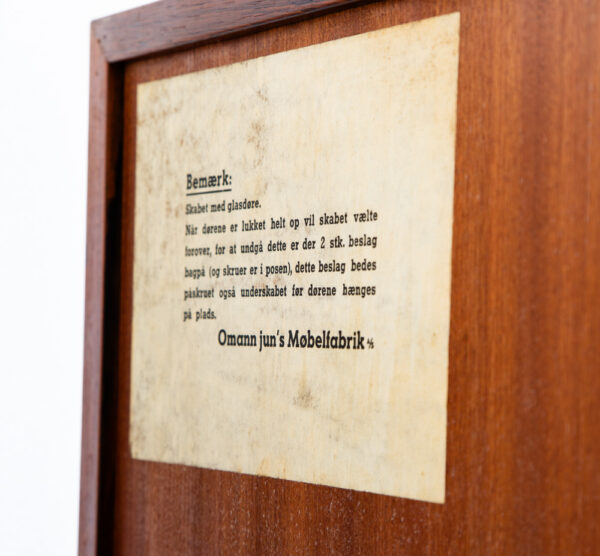 Bemærk:
Skabet med glasdøre.
Når dørene er lukket helt op vil skabet vælte
forover, for at undgå dette er der 2 stk. beslag
bagpå (og skruer er i posen), dette beslag bedes
påskruet også underskabet før dørene hænges
på plads.
Omann jun's Møbelfabrik A/S